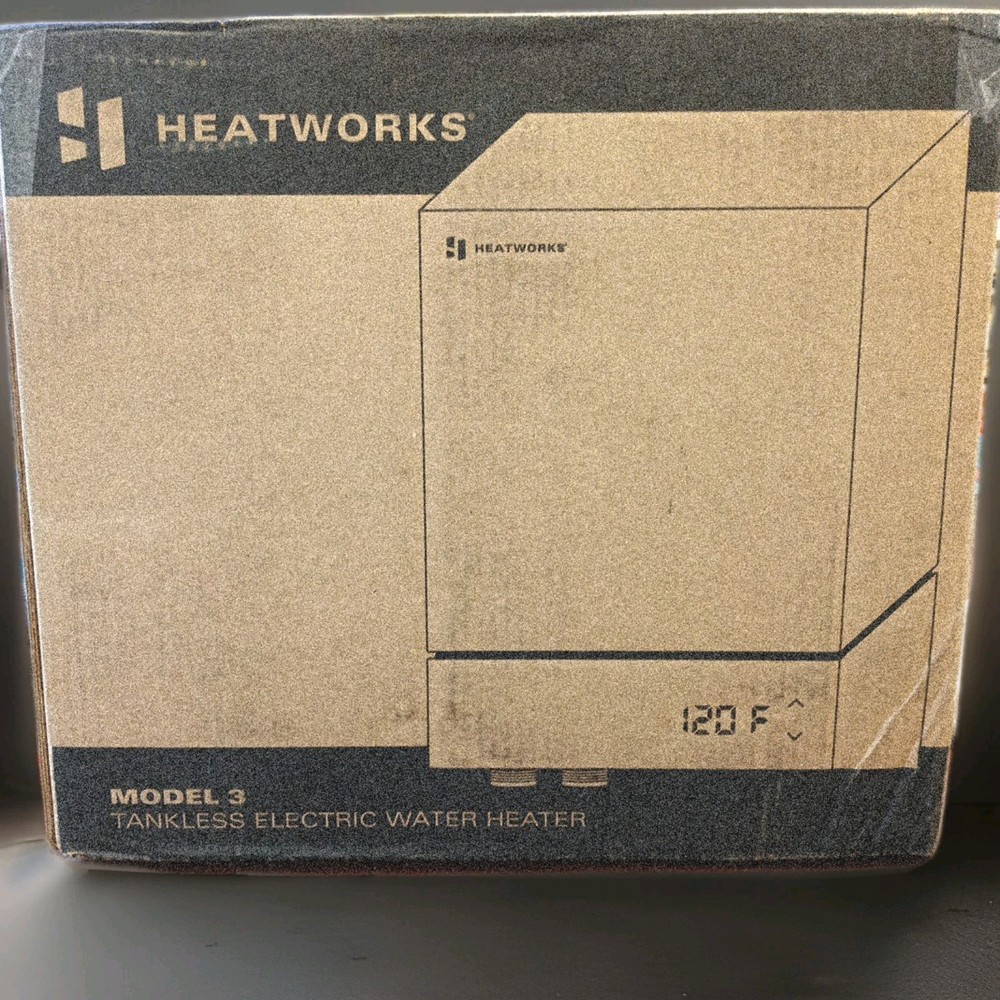 HEATWORKS®
HEATWORKS®
120 F
MODEL 3
TANKLESS ELECTRIC WATER HEATER